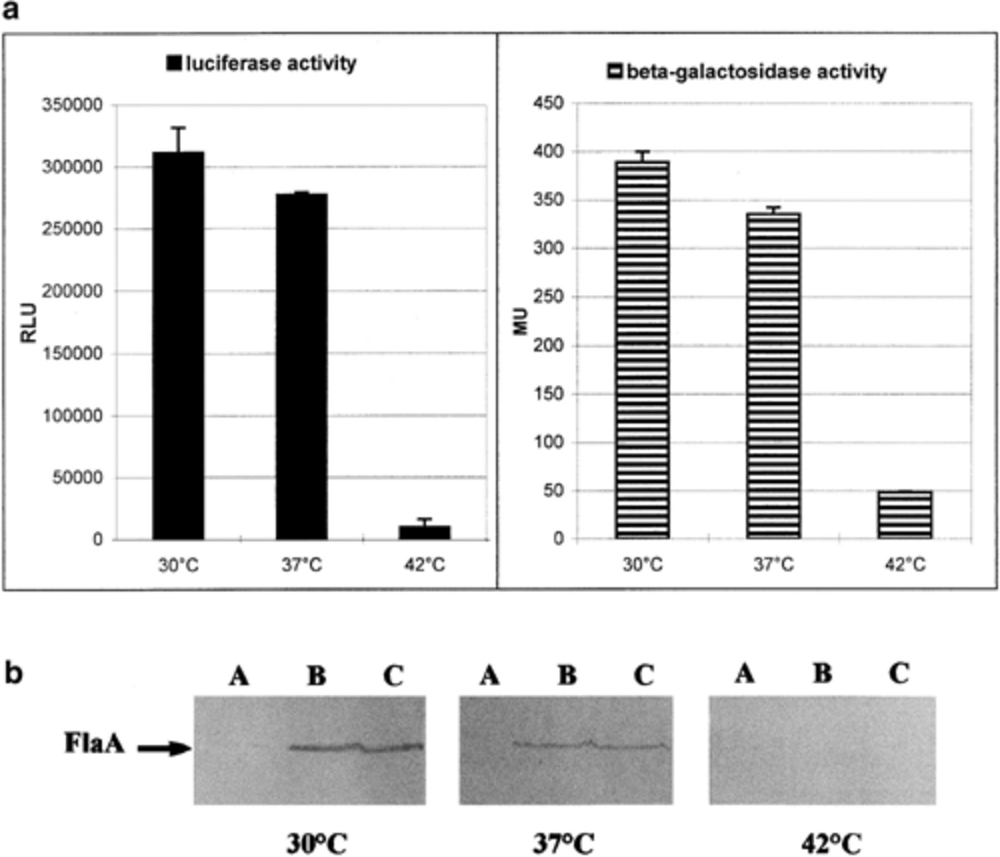 a
luciferase activity
350000
300000
250000
200000
150000
100000
50000
0
RLU
30°C 37°C 42°C
beta-galactosidase activity
450
400
350
300
250
200
150
100
50
0
MU
30°C 37°C 42°C
b
A B C A B C A B C
FlaA
30°C 37°C 42°C